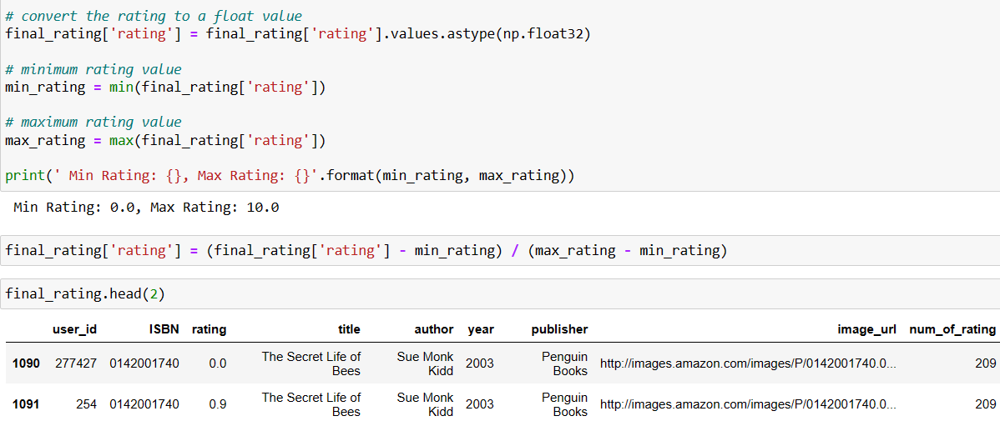 # convert the rating to a float value
final_rating['rating'] = final_rating['rating'].values.astype(np.float32)
# minimum rating value
min_rating = min(final_rating['rating'])
# maximum rating value
max_rating = max(final_rating['rating'])
print(' Min Rating: {}, Max Rating: {}'.format(min_rating, max_rating))
Min Rating: 0.0, Max Rating: 10.0
final_rating['rating'] = (final_rating['rating'] - min_rating) / (max_rating - min_rating)
final_rating.head(2)
user_id ISBN rating title author year publisher image_url num_of_rating
1090 277427 0142001740 0.0 The Secret Life of Bees Sue Monk Kidd 2003 Penguin Books http://images.amazon.com/images/P/0142001740.0... 209
1091 254 0142001740 0.9 The Secret Life of Bees Sue Monk Kidd 2003 Penguin Books http://images.amazon.com/images/P/0142001740.0... 209